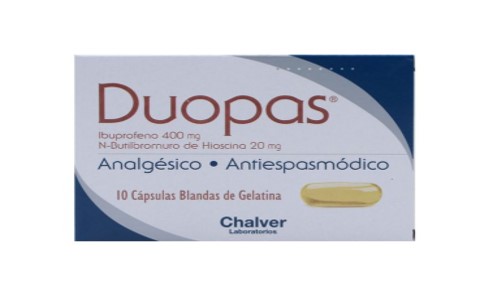 Duopas®
Ibuprofeno 400 mg
N-Butilbromuro de Hioscina 20 mg
Analgésico • Antiespasmódico
10 Cápsulas Blandas de Gelatina
Chalver
Laboratorios